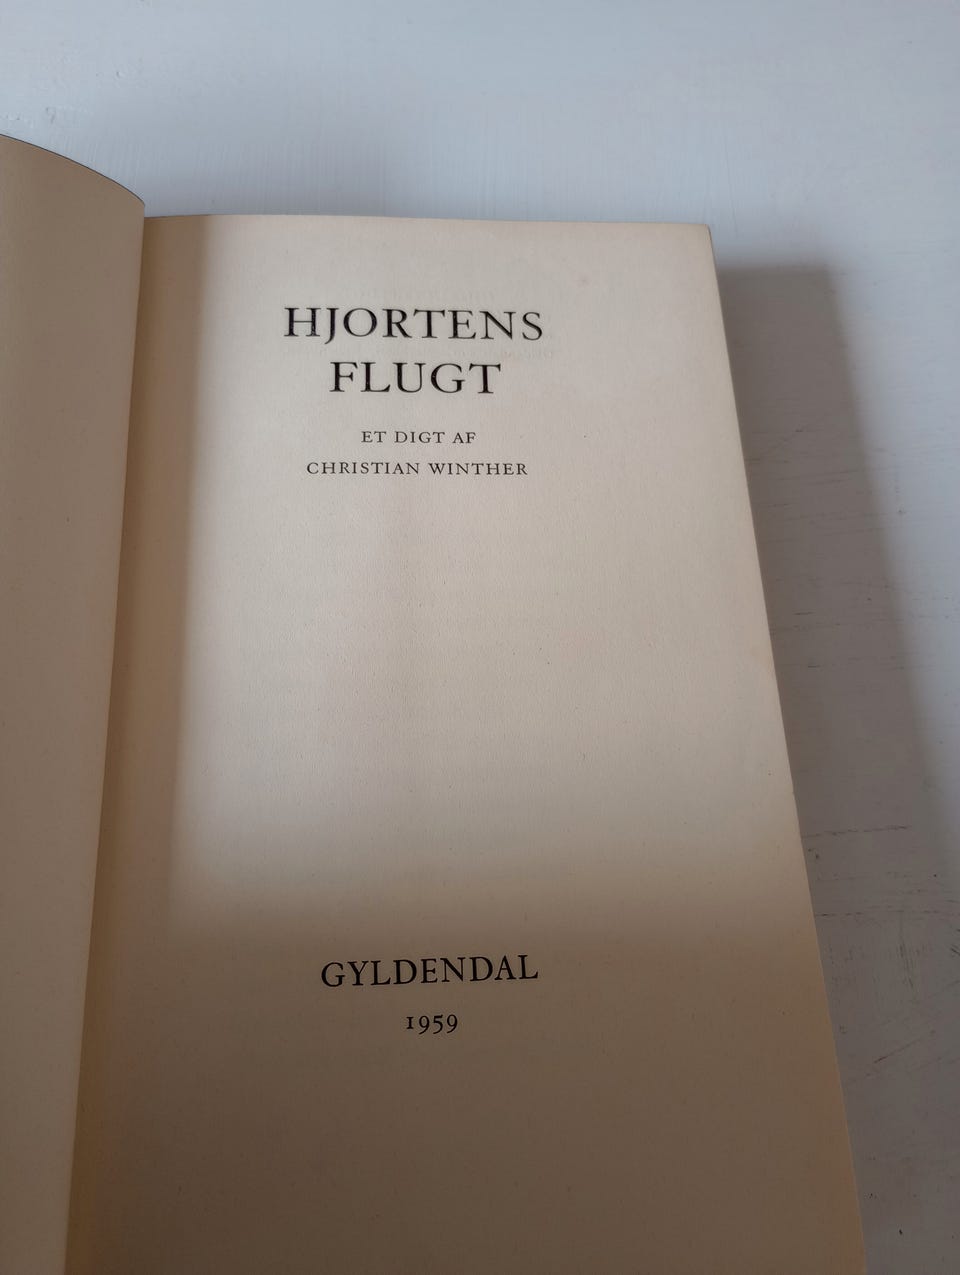 HJORTENS
FLUGT
ET DIGT AF
CHRISTIAN WINTHER
GYLDENDAL
1959